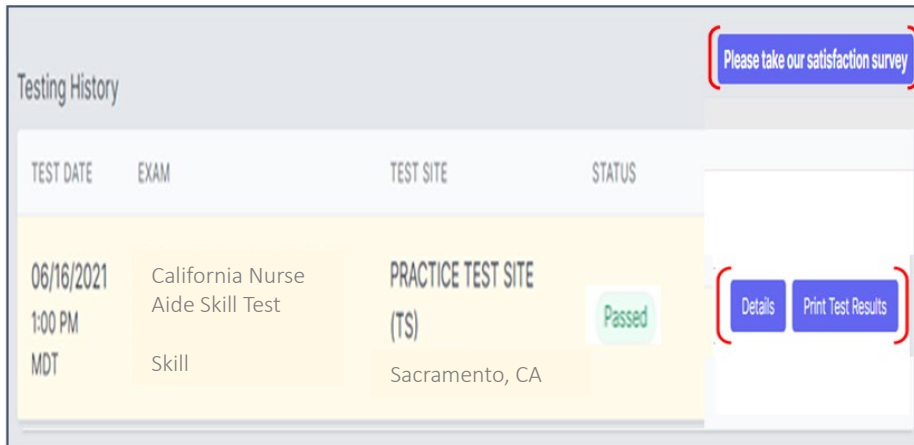 Please take our satisfaction survey
Testing History
TEST DATE EXAM TEST SITE STATUS
06/16/2021
1:00 PM
MDT
California Nurse
Aide Skill Test
Skill
PRACTICE TEST SITE
(TS)
Sacramento, CA
Passed
Details Print Test Results